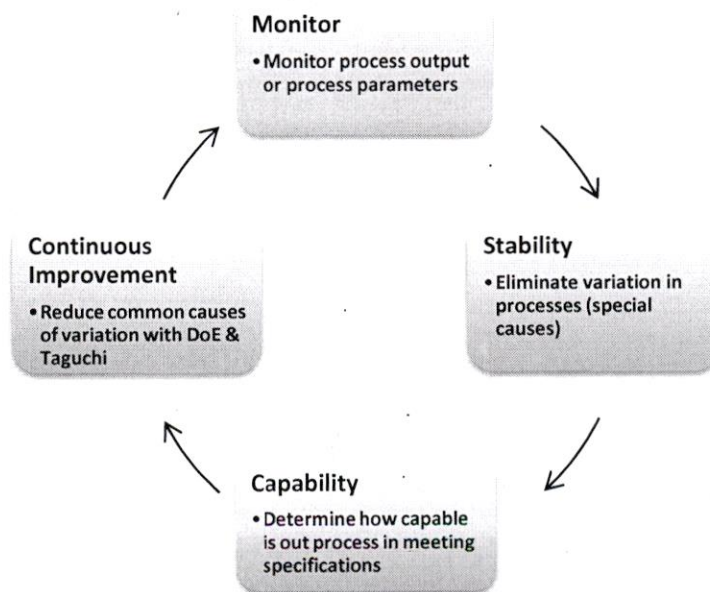 Monitor
• Monitor process output
or process parameters
Stability
• Eliminate variation in
processes (special
causes)
Capability
• Determine how capable
is out process in meeting
specifications
Continuous
Improvement
• Reduce common causes
of variation with DoE &
Taguchi